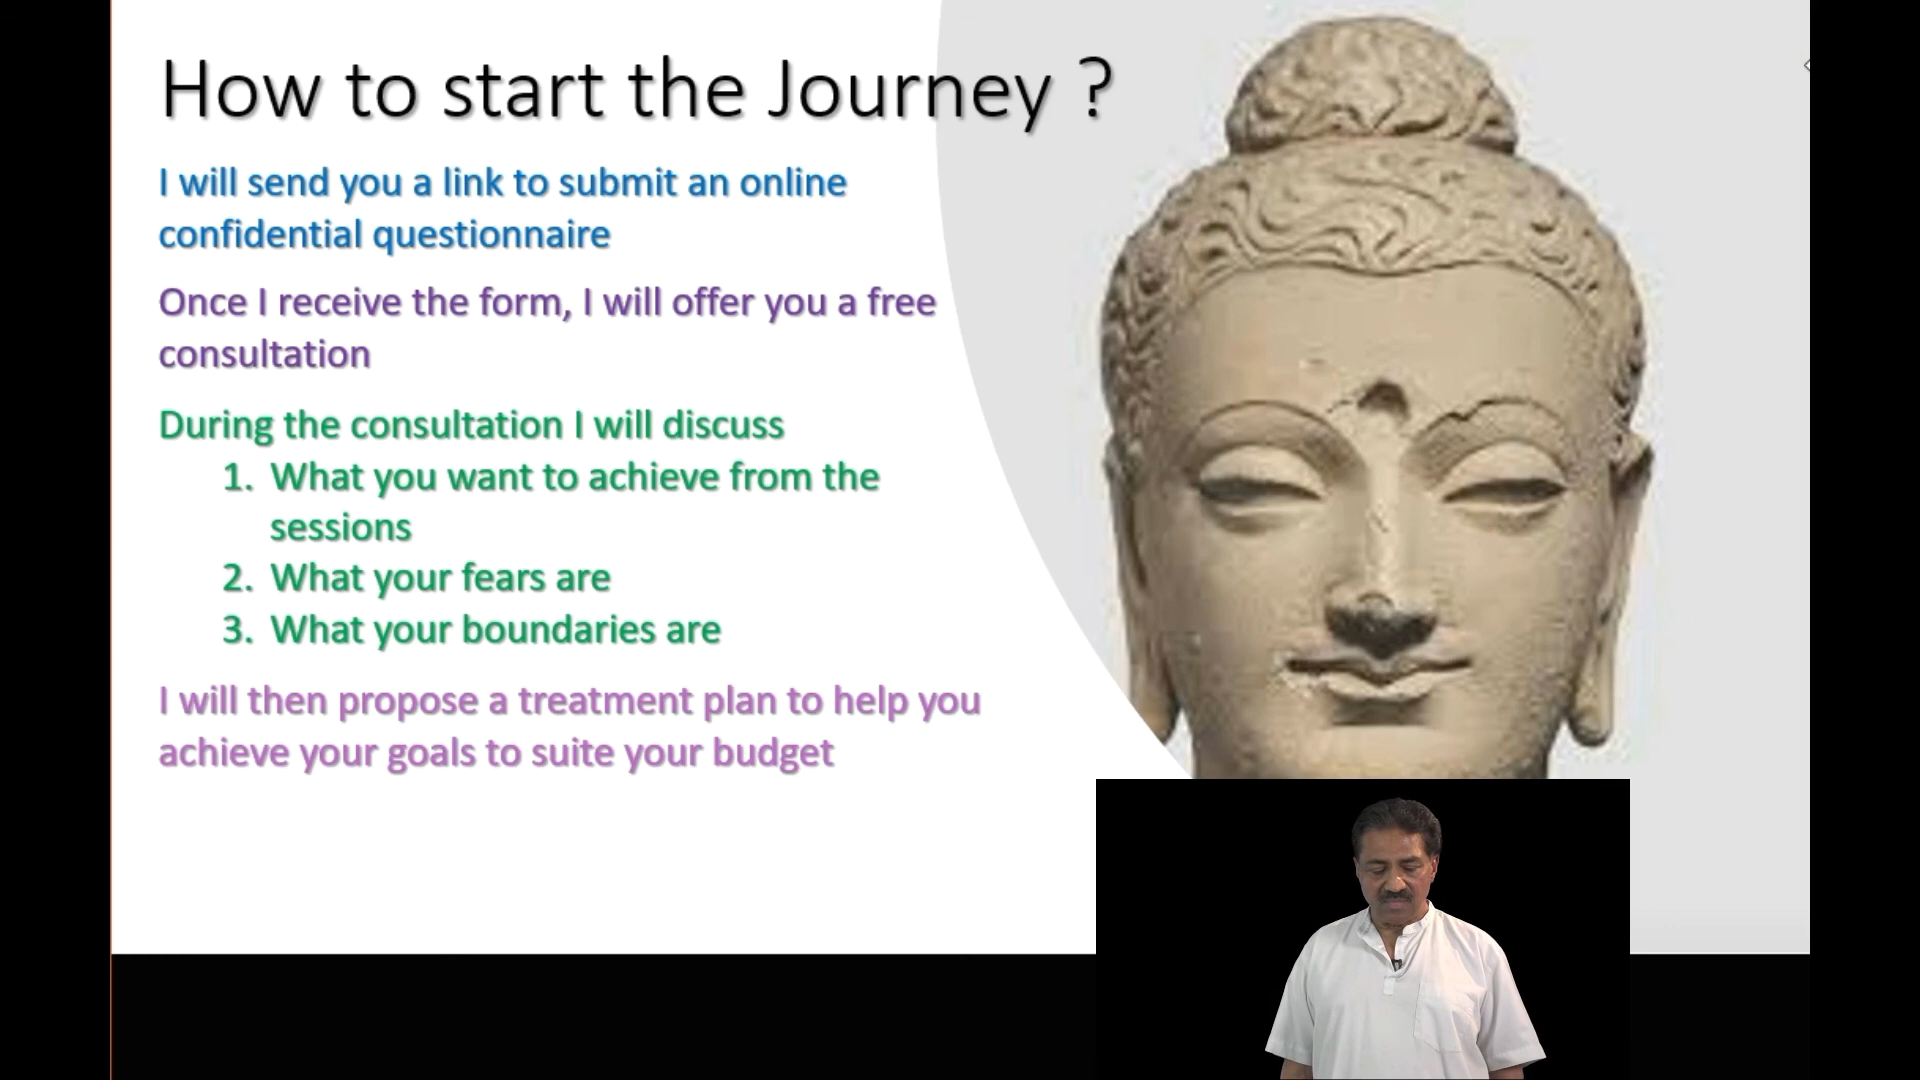 How to start the Journey ?
I will send you a link to submit an online
confidential questionnaire
Once I receive the form, I will offer you a free
consultation
During the consultation I will discuss
1. What you want to achieve from the
sessions
2. What your fears are
3. What your boundaries are
I will then propose a treatment plan to help you
achieve your goals to suite your budget